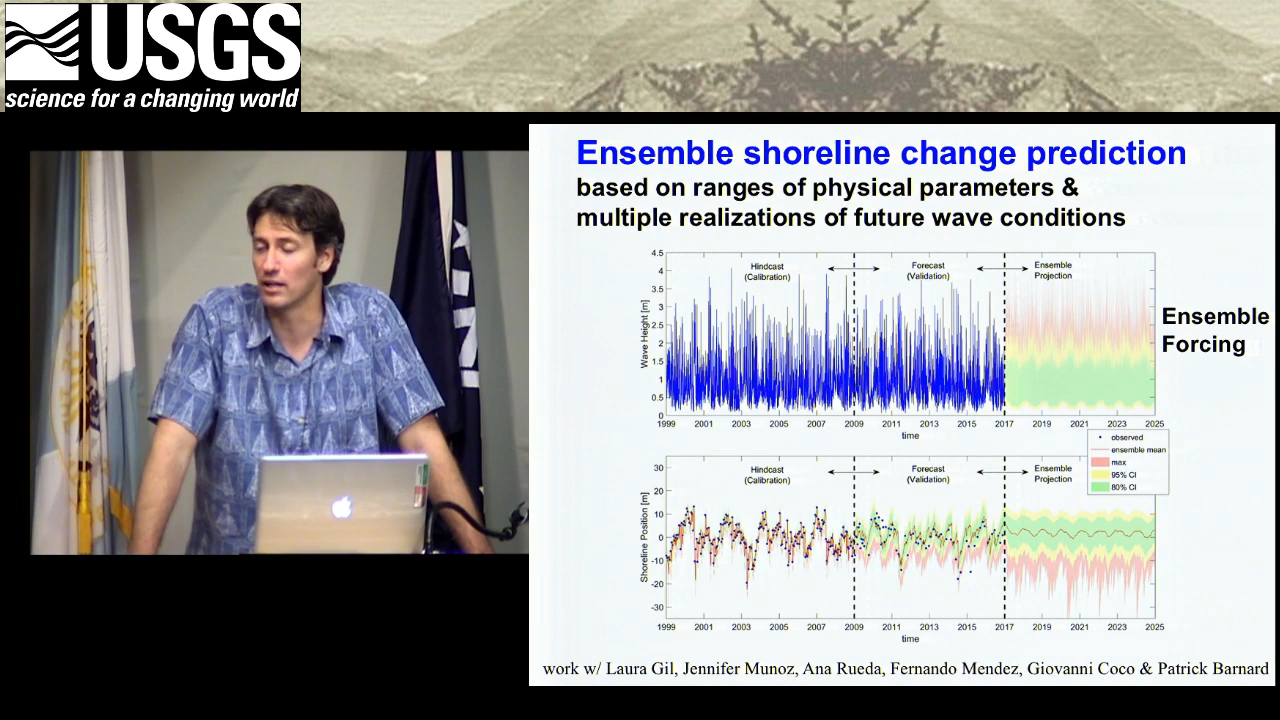 USGS
science for a changing world
Ensemble shoreline change prediction
based on ranges of physical parameters &
multiple realizations of future wave conditions
4.5
4
3.5
3
2.5
2
1.5
1
0.5
0
Wave Height [m]
Hindcast
(Calibration)
Forecast
(Validation)
Ensemble
Projection
1999 2001 2003 2005 2007 2009 2011 2013 2015 2017 2019 2021 2023 2025
time
Ensemble
Forcing
observed
ensemble mean
max
95% CI
80% CI
30
20
10
0
-10
-20
-30
Shoreline Position [m]
Hindcast
(Calibration)
Forecast
(Validation)
Ensemble
Projection
1999 2001 2003 2005 2007 2009 2011 2013 2015 2017 2019 2021 2023 2025
time
work w/ Laura Gil, Jennifer Munoz, Ana Rueda, Fernando Mendez, Giovanni Coco & Patrick Barnard